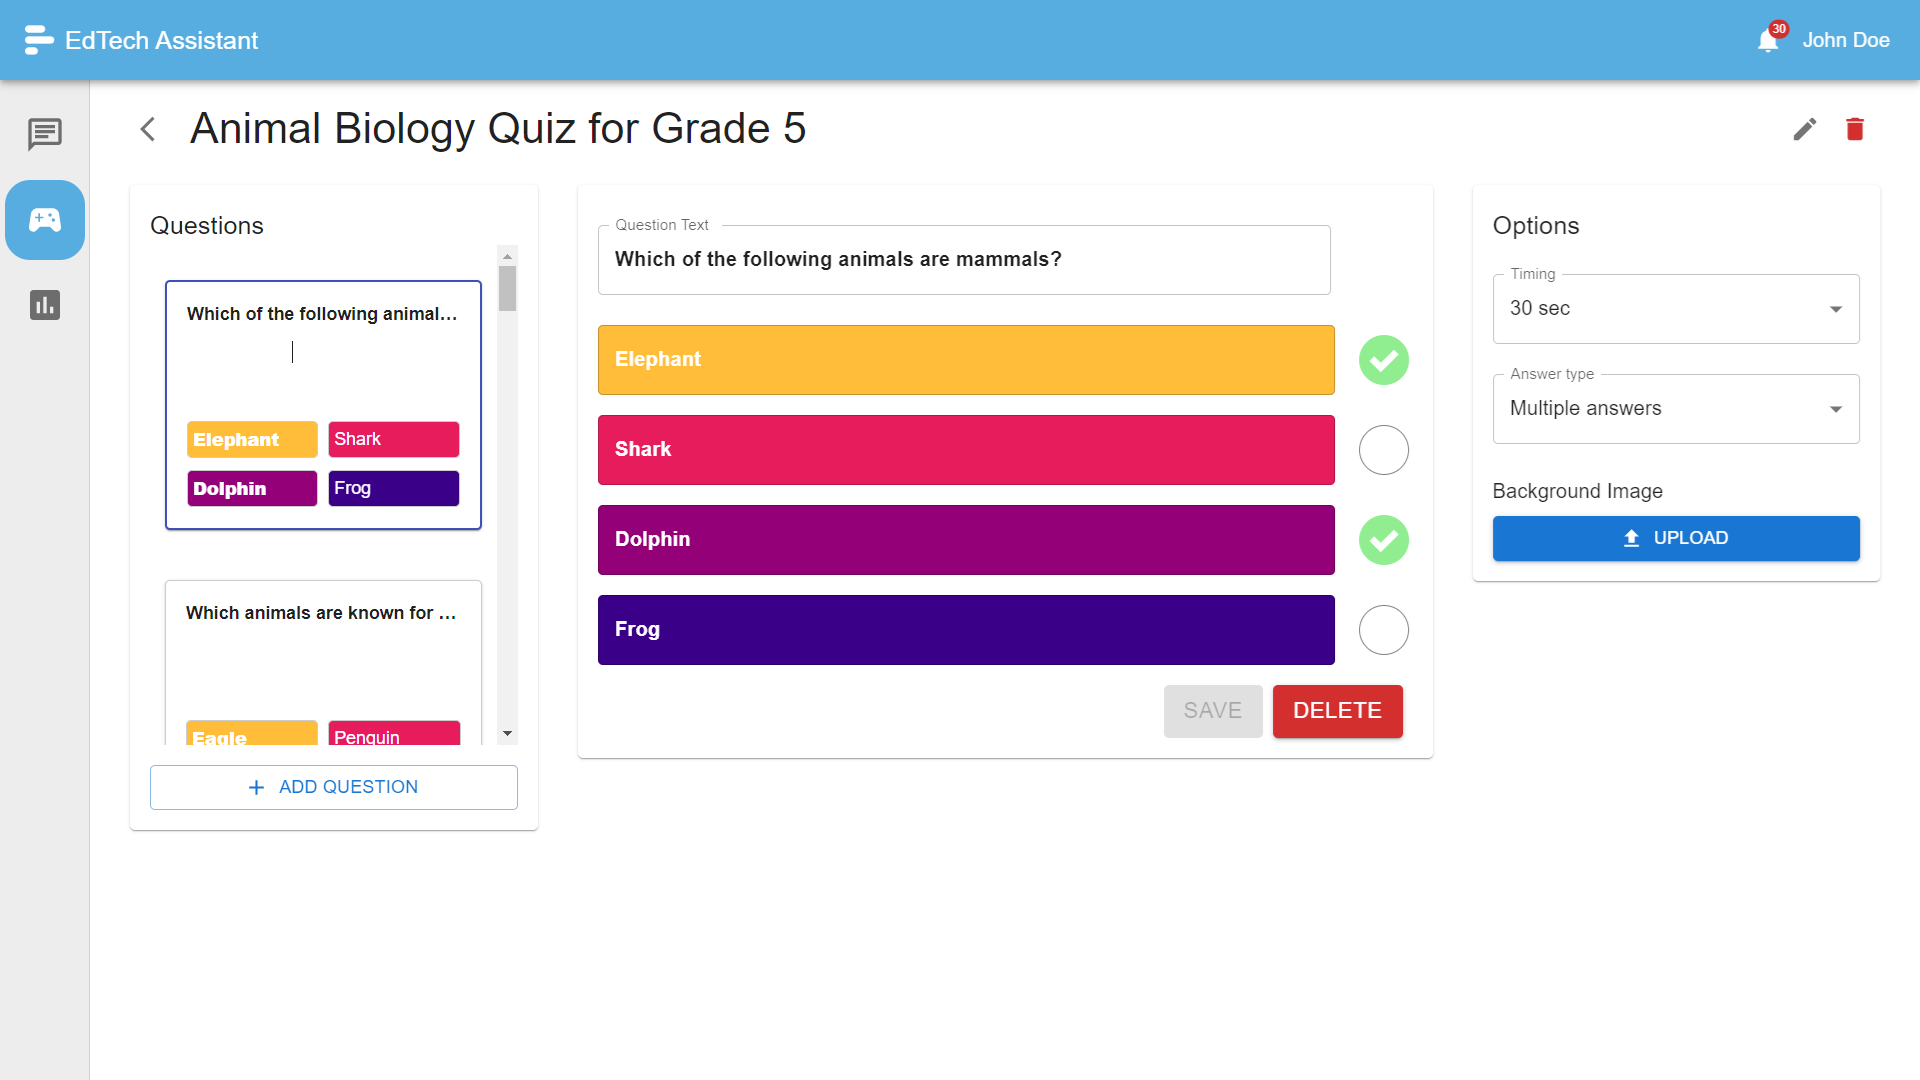 EdTech Assistant
30
John Doe
Animal Biology Quiz for Grade 5
Questions
Which of the following animal...
Elephant
Shark
Dolphin
Frog
Which animals are known for ...
Eagle
Penguin
+ ADD QUESTION
Question Text
Which of the following animals are mammals?
Elephant
Shark
Dolphin
Frog
SAVE
DELETE
Options
Timing
30 sec
Answer type
Multiple answers
Background Image
UPLOAD